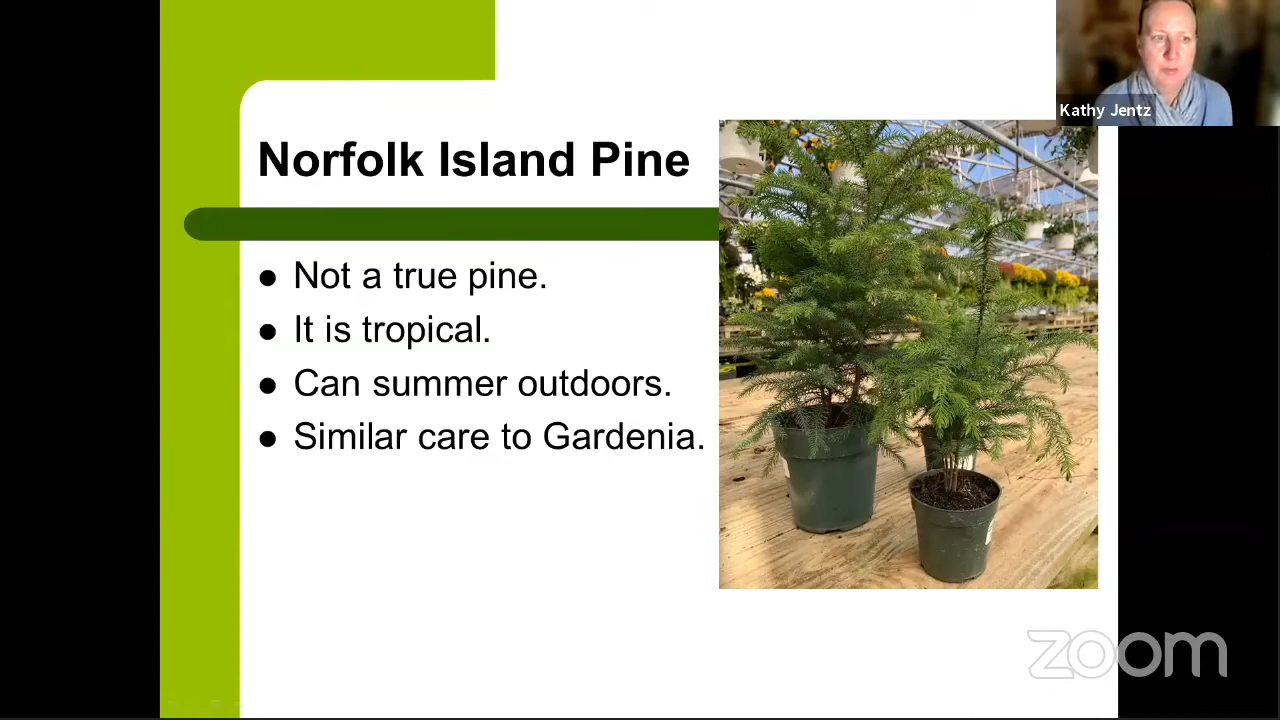 Kathy Jentz
Norfolk Island Pine
● Not a true pine.
● It is tropical.
● Can summer outdoors.
● Similar care to Gardenia.
zoom